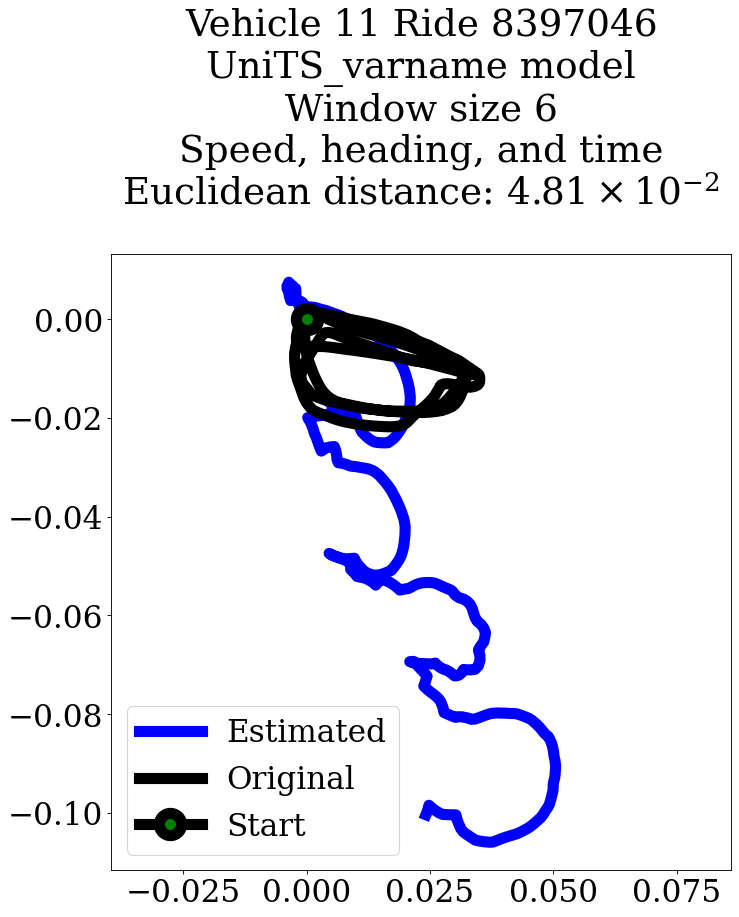 Vehicle 11 Ride 8397046
UniTS_varname model
Window size 6
Speed, heading, and time
Euclidean distance: 4.81 × 10⁻²
0.00
−0.02
−0.04
−0.06
−0.08
−0.10
Estimated
Original
Start
−0.025 0.000 0.025 0.050 0.075